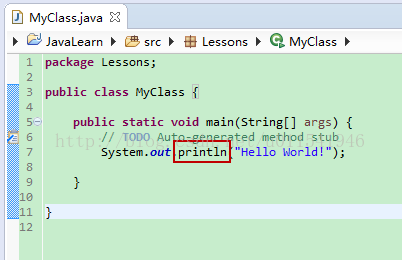 MyClass.java
JavaLearn src Lessons MyClass
1 package Lessons;
2
3 public class MyClass {
4
5 public static void main(String[] args) {
6 // TODO Auto-generated method stub
7 System.out.println("Hello World!");
8
9 }
10
11 }
12